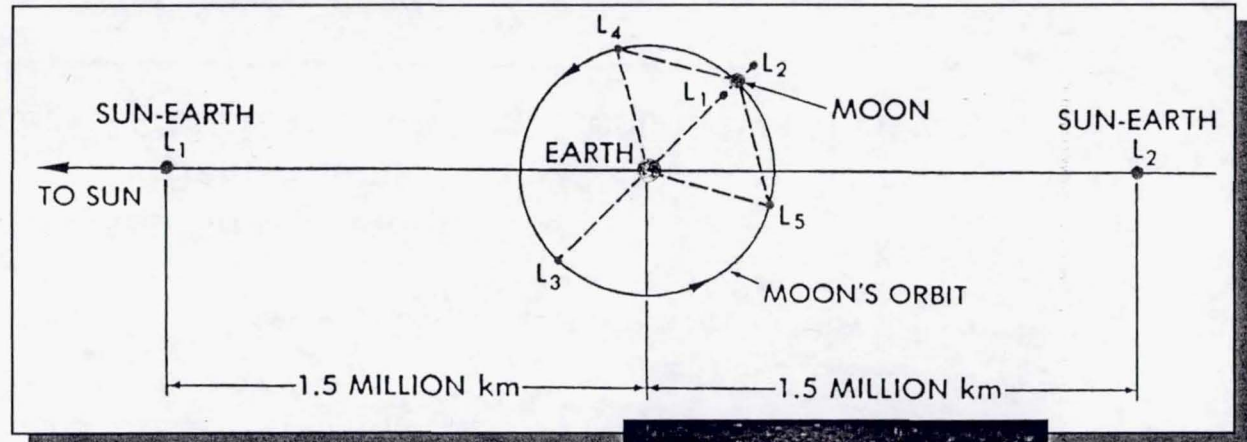 L4
L2
L1
MOON
SUN-EARTH
L1
SUN-EARTH
L2
EARTH
TO SUN
L5
L3
MOON'S ORBIT
1.5 MILLION km
1.5 MILLION km